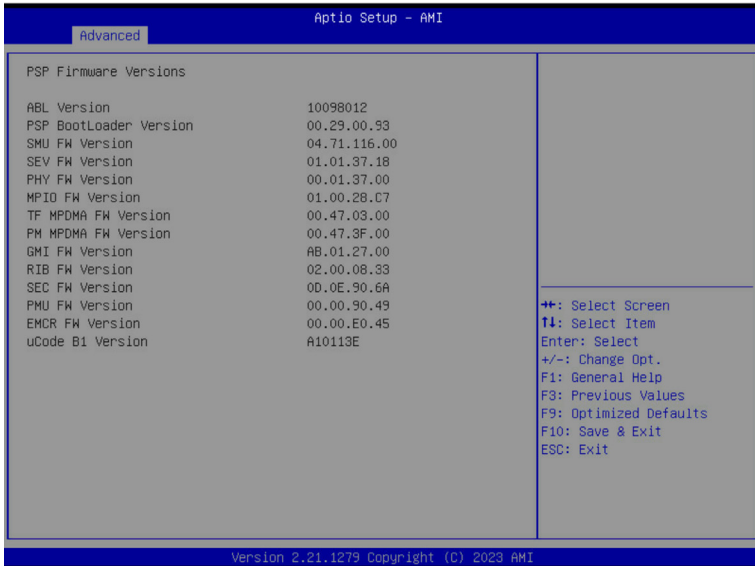 Aptio Setup – AMI
Advanced
PSP Firmware Versions
ABL Version 10098012
PSP BootLoader Version 00.29.00.93
SMU FW Version 04.71.116.00
SEV FW Version 01.01.37.18
PHY FW Version 00.01.37.00
MPIO FW Version 01.00.28.C7
TF MPDMA FW Version 00.47.03.00
PM MPDMA FW Version 00.47.3F.00
GMI FW Version AB.01.27.00
RIB FW Version 02.00.08.33
SEC FW Version 0D.0E.90.6A
PMU FW Version 00.00.90.49
EMCR FW Version 00.00.E0.45
uCode B1 Version A10113E
→←: Select Screen
↑↓: Select Item
Enter: Select
+/-: Change Opt.
F1: General Help
F3: Previous Values
F9: Optimized Defaults
F10: Save & Exit
ESC: Exit
Version 2.21.1279 Copyright (C) 2023 AMI